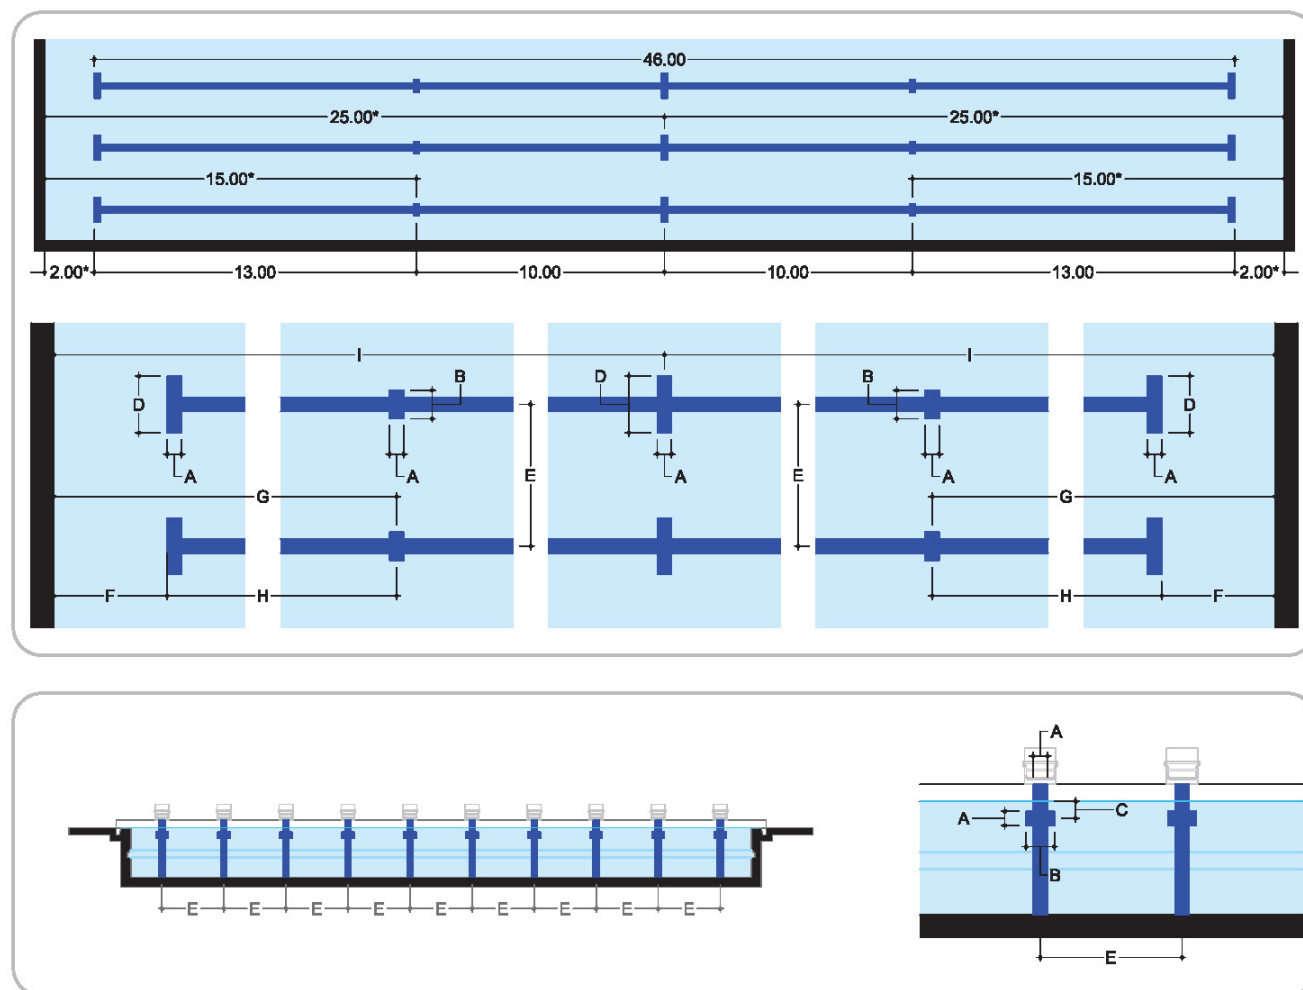 46.00
25.00* 25.00*
15.00* 15.00*
2.00* 13.00 10.00 10.00 13.00 2.00*
I I
B D B
D D
A A A A A
E E
G G
F H H F
A
A C
B
E E E E E E E E E
E